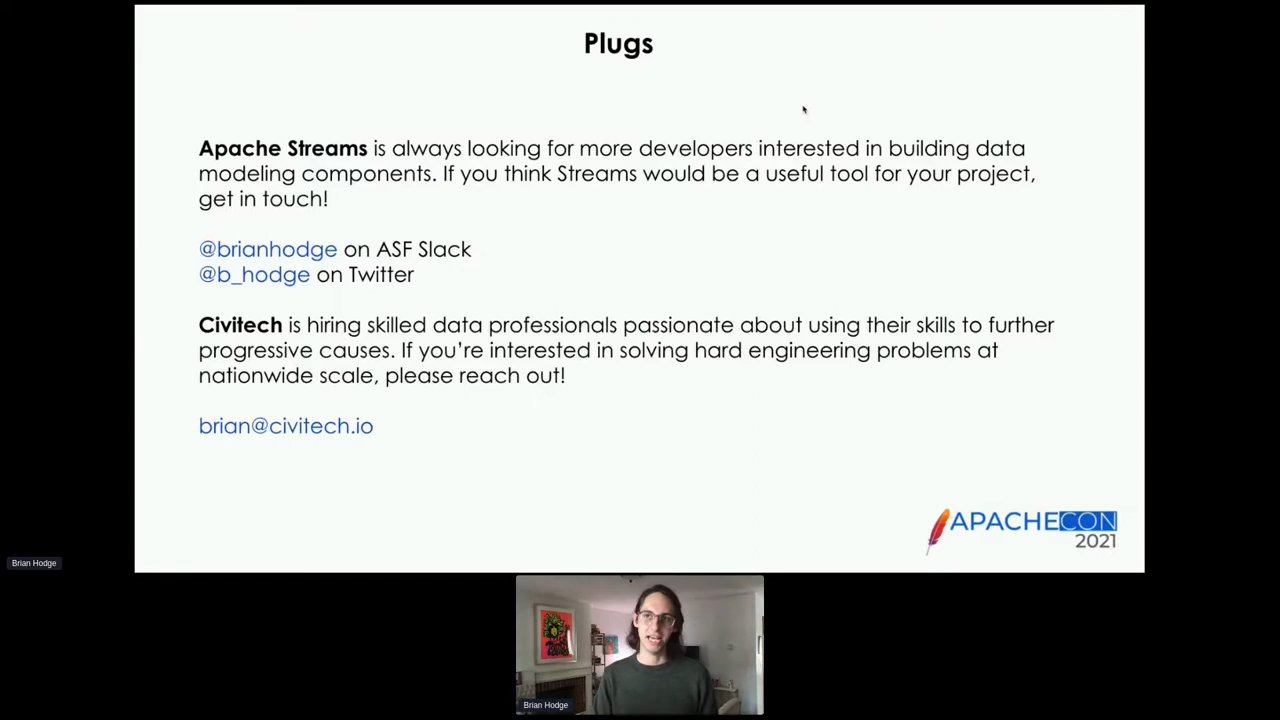 Plugs
Apache Streams is always looking for more developers interested in building data
modeling components. If you think Streams would be a useful tool for your project,
get in touch!
@brianhodge on ASF Slack
@b_hodge on Twitter
Civitech is hiring skilled data professionals passionate about using their skills to further
progressive causes. If you're interested in solving hard engineering problems at
nationwide scale, please reach out!
brian@civitech.io
APACHECON
2021
Brian Hodge
Brian Hodge